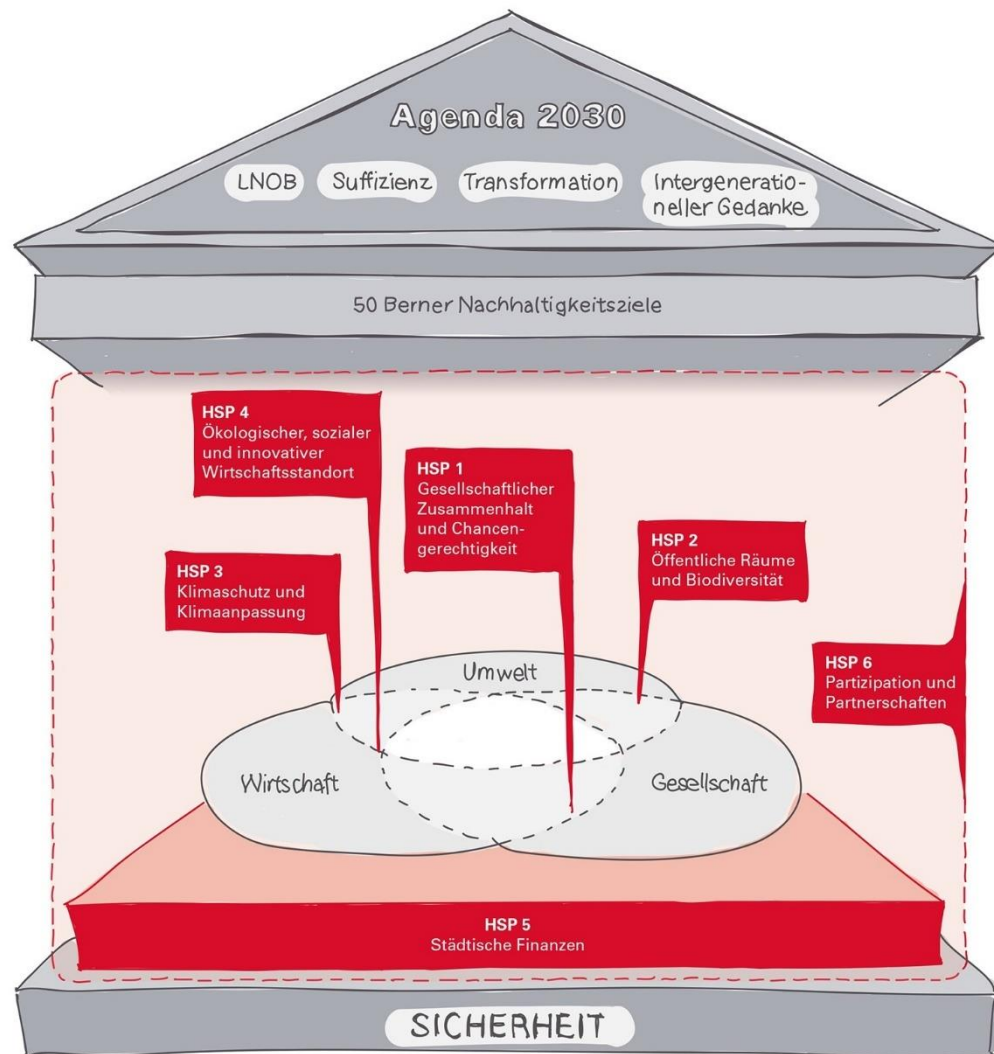 Agenda 2030
LNOB
Suffizienz
Transformation
Intergeneratio-
neller Gedanke
50 Berner Nachhaltigkeitsziele
HSP 4
Ökologischer, sozialer
und innovativer
Wirtschaftsstandort
HSP 1
Gesellschaftlicher
Zusammenhalt
und Chancen-
gerechtigkeit
HSP 2
Öffentliche Räume
und Biodiversität
HSP 3
Klimaschutz und
Klimaanpassung
HSP 6
Partizipation und
Partnerschaften
Umwelt
Wirtschaft
Gesellschaft
HSP 5
Städtische Finanzen
SICHERHEIT